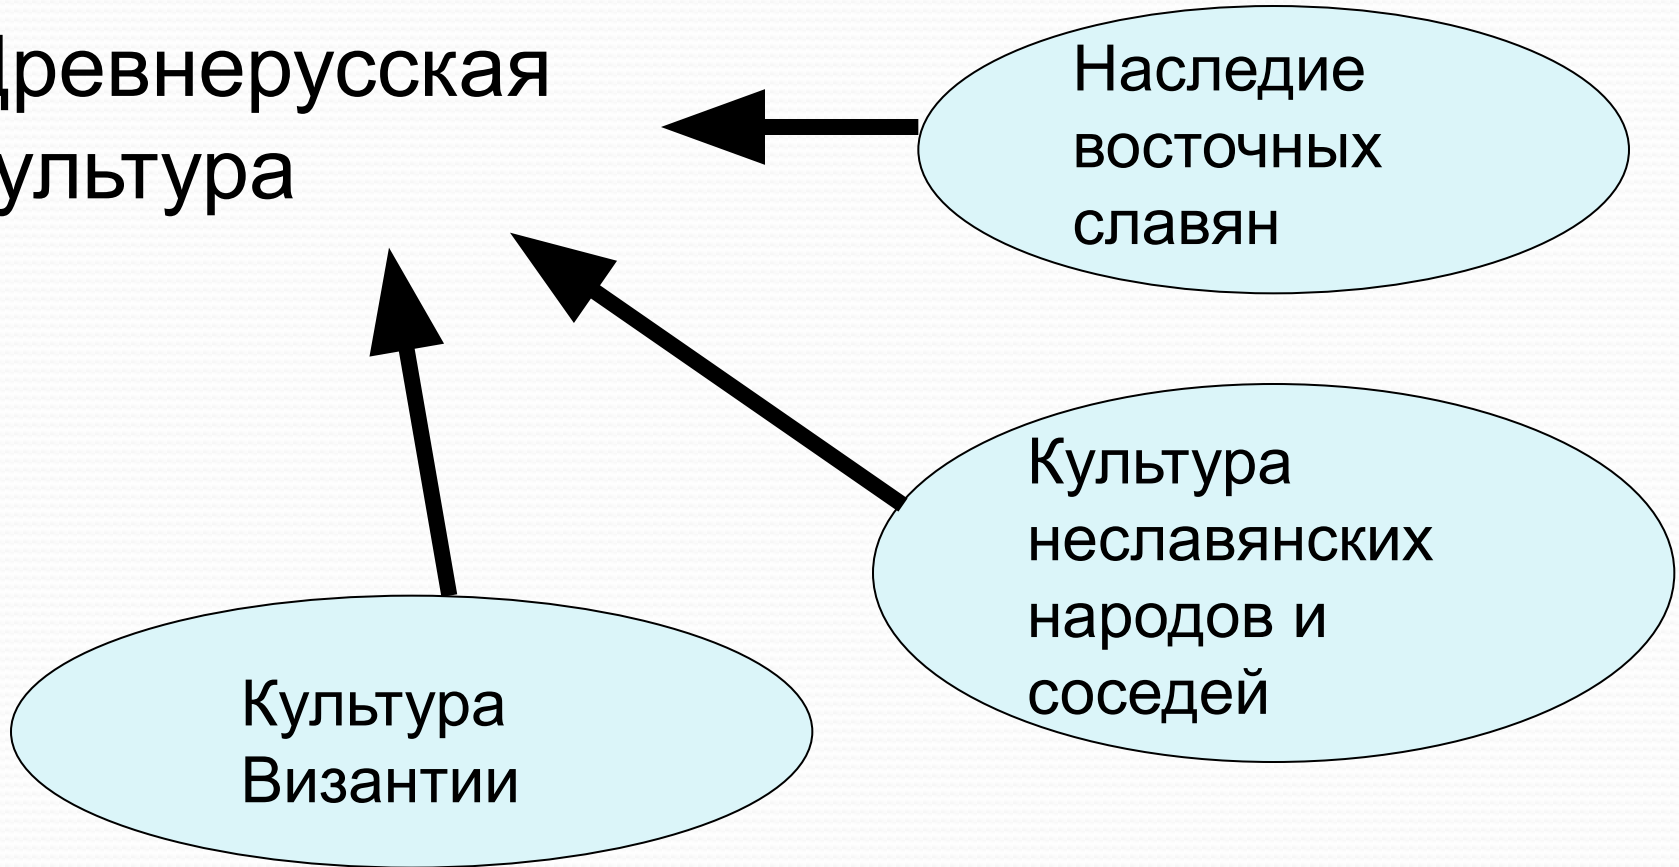 Древнерусская
ультура
Наследие
восточных
славян
Культура
неславянских
народов и
соседей
Культура
Византии